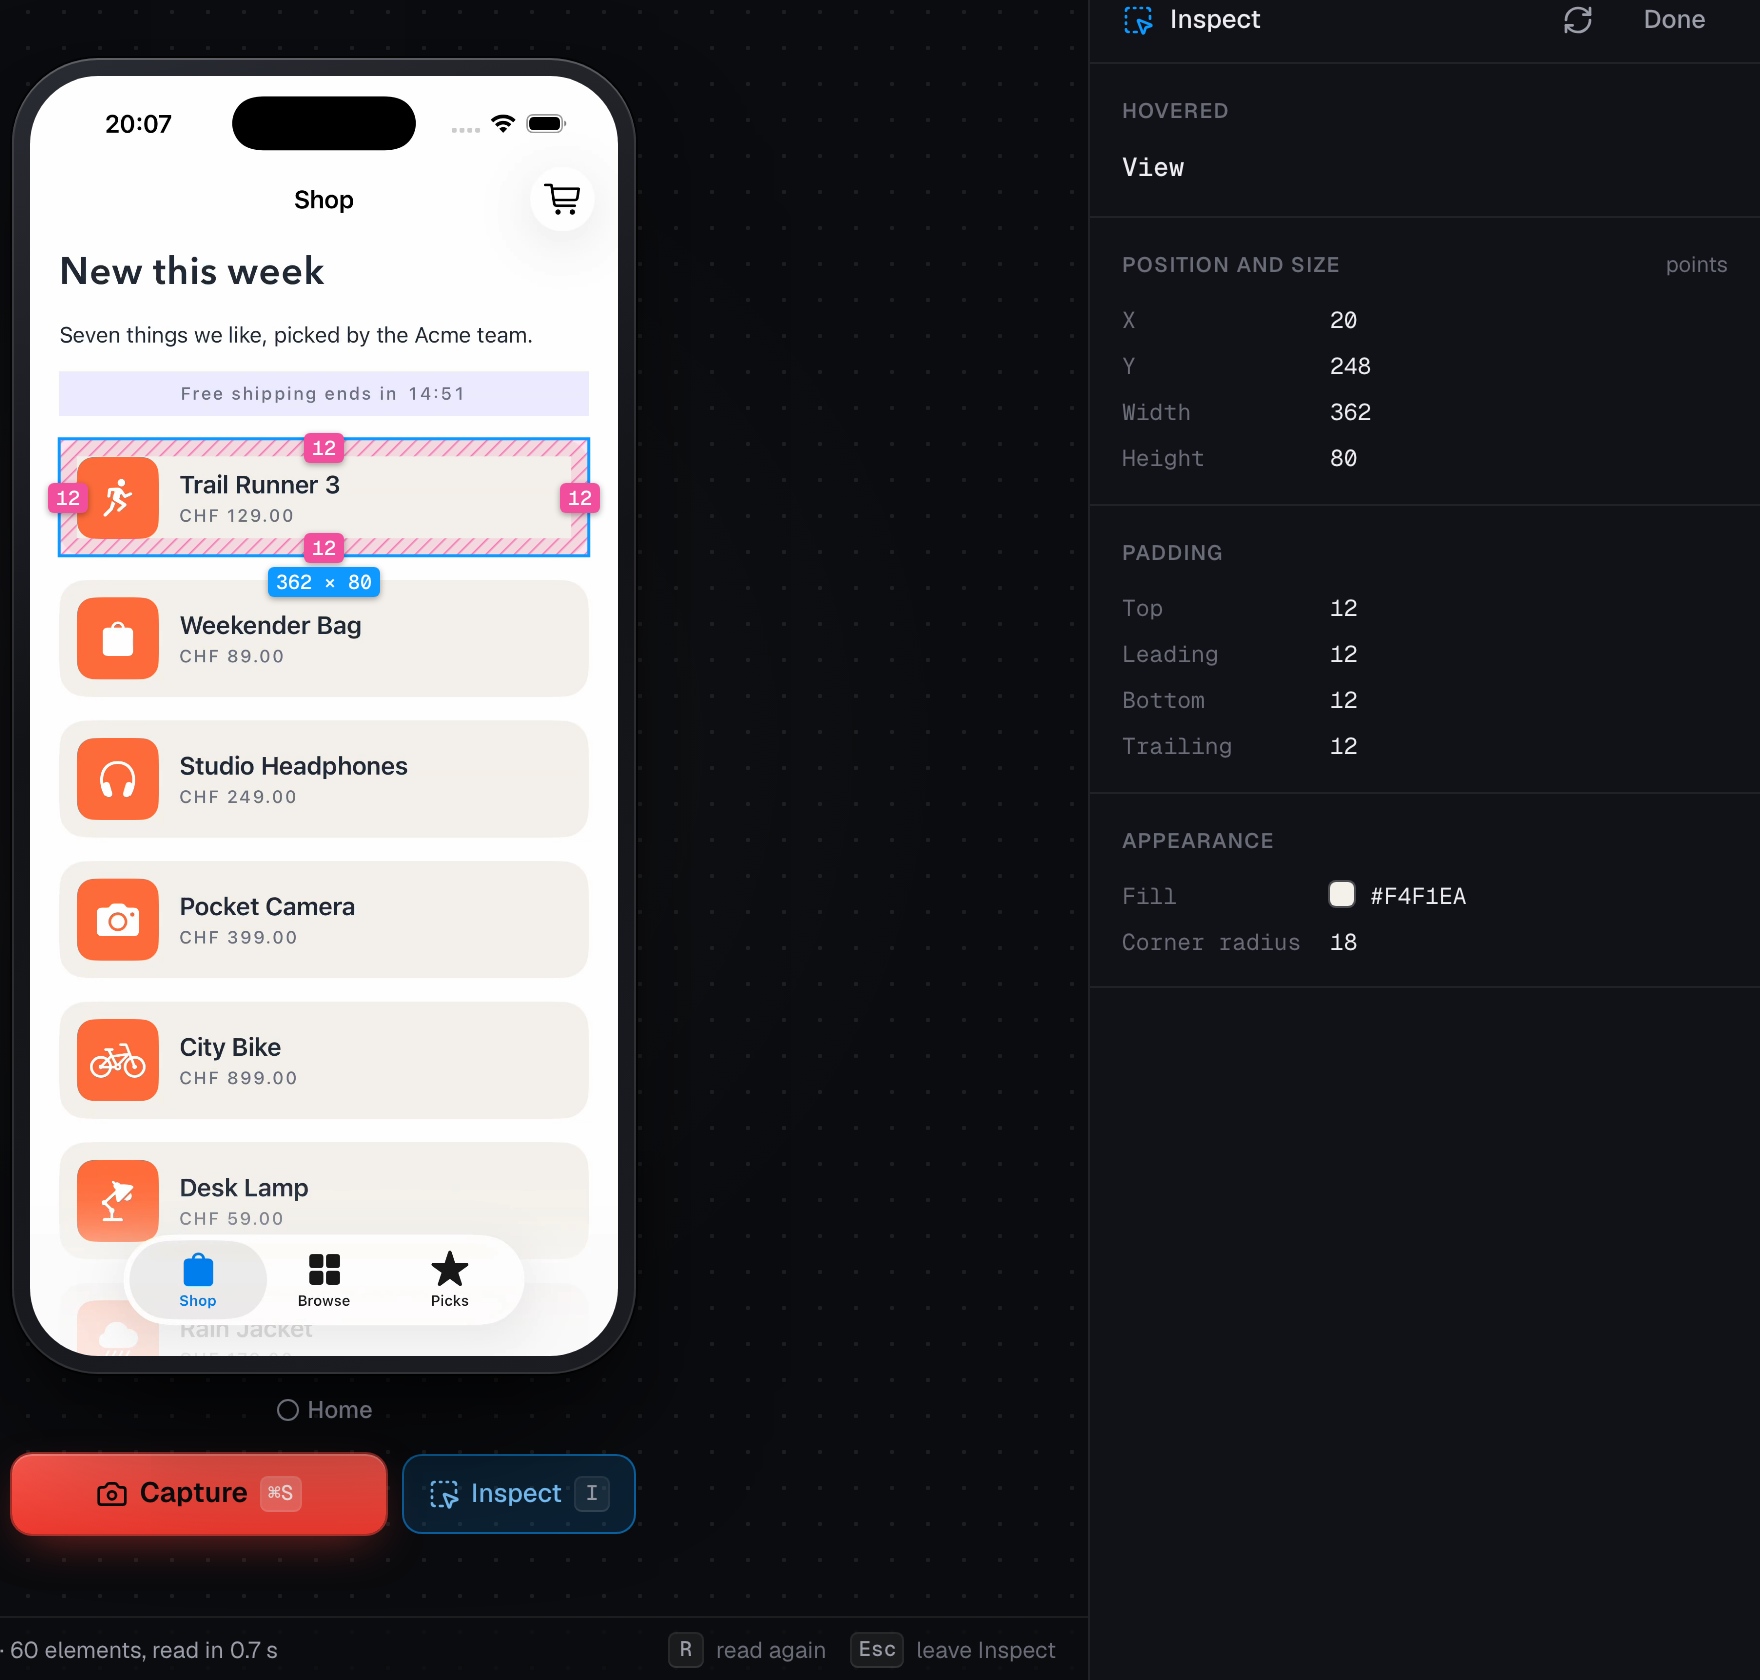 Inspect
Done
HOVERED
View
POSITION AND SIZE
points
X 20
Y 248
Width 362
Height 80
PADDING
Top 12
Leading 12
Bottom 12
Trailing 12
APPEARANCE
Fill #F4F1EA
Corner radius 18
20:07
Shop
New this week
Seven things we like, picked by the Acme team.
Free shipping ends in 14:51
12
Trail Runner 3
12
12
CHF 129.00
12
362 × 80
Weekender Bag
CHF 89.00
Studio Headphones
CHF 249.00
Pocket Camera
CHF 399.00
City Bike
CHF 899.00
Desk Lamp
CHF 59.00
Shop
Browse
Picks
Rain Jacket
Home
Capture ⌘S
Inspect I
· 60 elements, read in 0.7 s
R read again
Esc leave Inspect